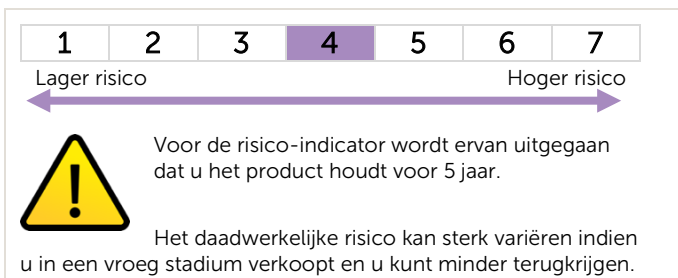 1 2 3 4 5 6 7
Lager risico Hoger risico
Voor de risico-indicator wordt ervan uitgegaan
dat u het product houdt voor 5 jaar.
Het daadwerkelijke risico kan sterk variëren indien
u in een vroeg stadium verkoopt en u kunt minder terugkrijgen.